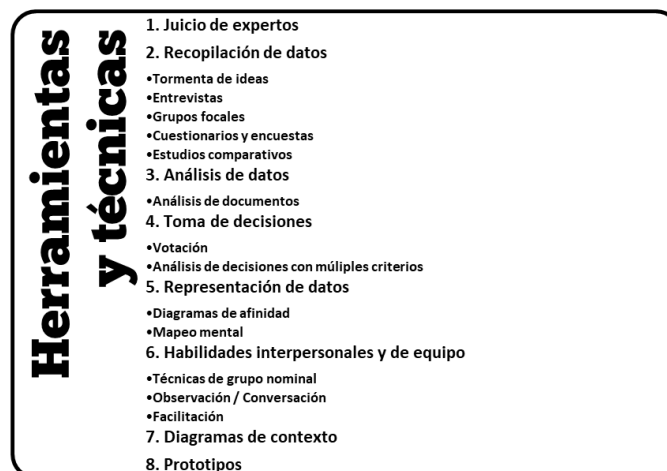 Herramientas
y técnicas
1. Juicio de expertos
2. Recopilación de datos
•Tormenta de ideas
•Entrevistas
•Grupos focales
•Cuestionarios y encuestas
•Estudios comparativos
3. Análisis de datos
•Análisis de documentos
4. Toma de decisiones
•Votación
•Análisis de decisiones con múliples criterios
5. Representación de datos
•Diagramas de afinidad
•Mapeo mental
6. Habilidades interpersonales y de equipo
•Técnicas de grupo nominal
•Observación / Conversación
•Facilitación
7. Diagramas de contexto
8. Prototipos